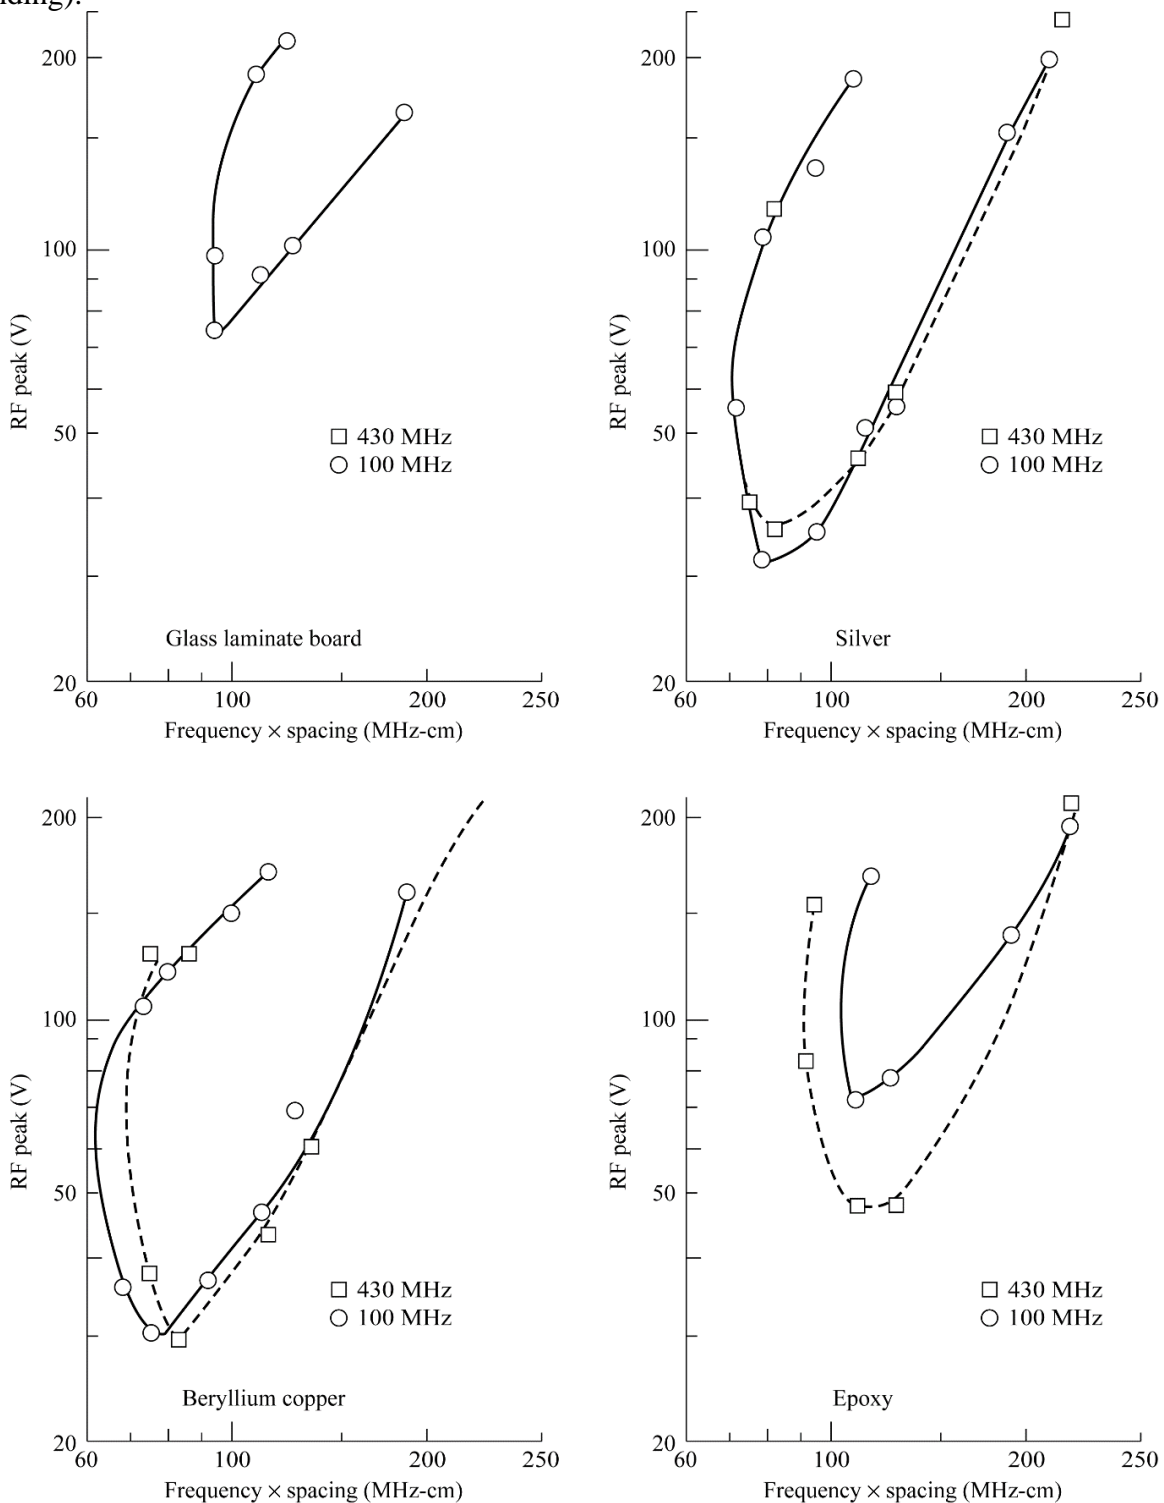 nding).
200
100
50
20
RF peak (V)
430 MHz
100 MHz
Glass laminate board
60 100 200 250
Frequency × spacing (MHz-cm)
200
100
50
20
RF peak (V)
430 MHz
100 MHz
Silver
60 100 200 250
Frequency × spacing (MHz-cm)
200
100
50
20
RF peak (V)
430 MHz
100 MHz
Beryllium copper
60 100 200 250
Frequency × spacing (MHz-cm)
200
100
50
20
RF peak (V)
430 MHz
100 MHz
Epoxy
60 100 200 250
Frequency × spacing (MHz-cm)